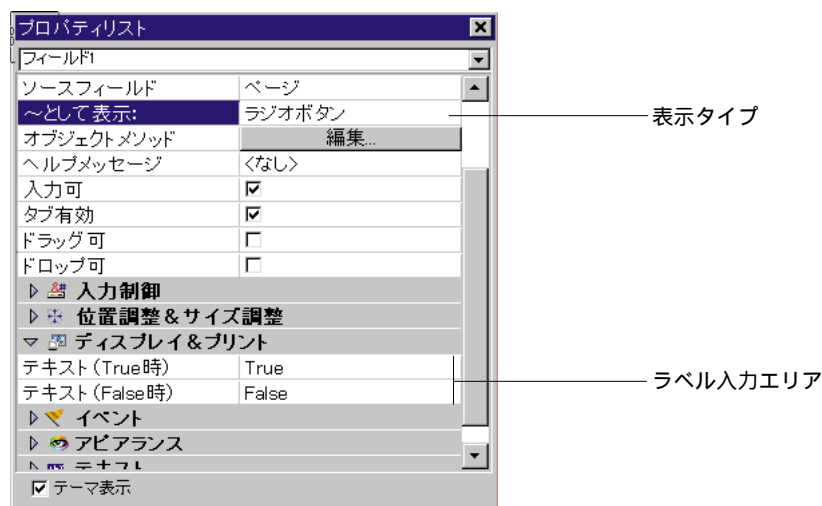 プロパティリスト
フィールド1
ソースフィールド ページ
～として表示: ラジオボタン
表示タイプ
オブジェクトメソッド 編集...
ヘルプメッセージ <なし>
入力可
タブ有効
ドラッグ可
ドロップ可
入力制御
位置調整&サイズ調整
ディスプレイ&プリント
テキスト(True時) True
ラベル入力エリア
テキスト(False時) False
イベント
アピアランス
テキスト
テーマ表示